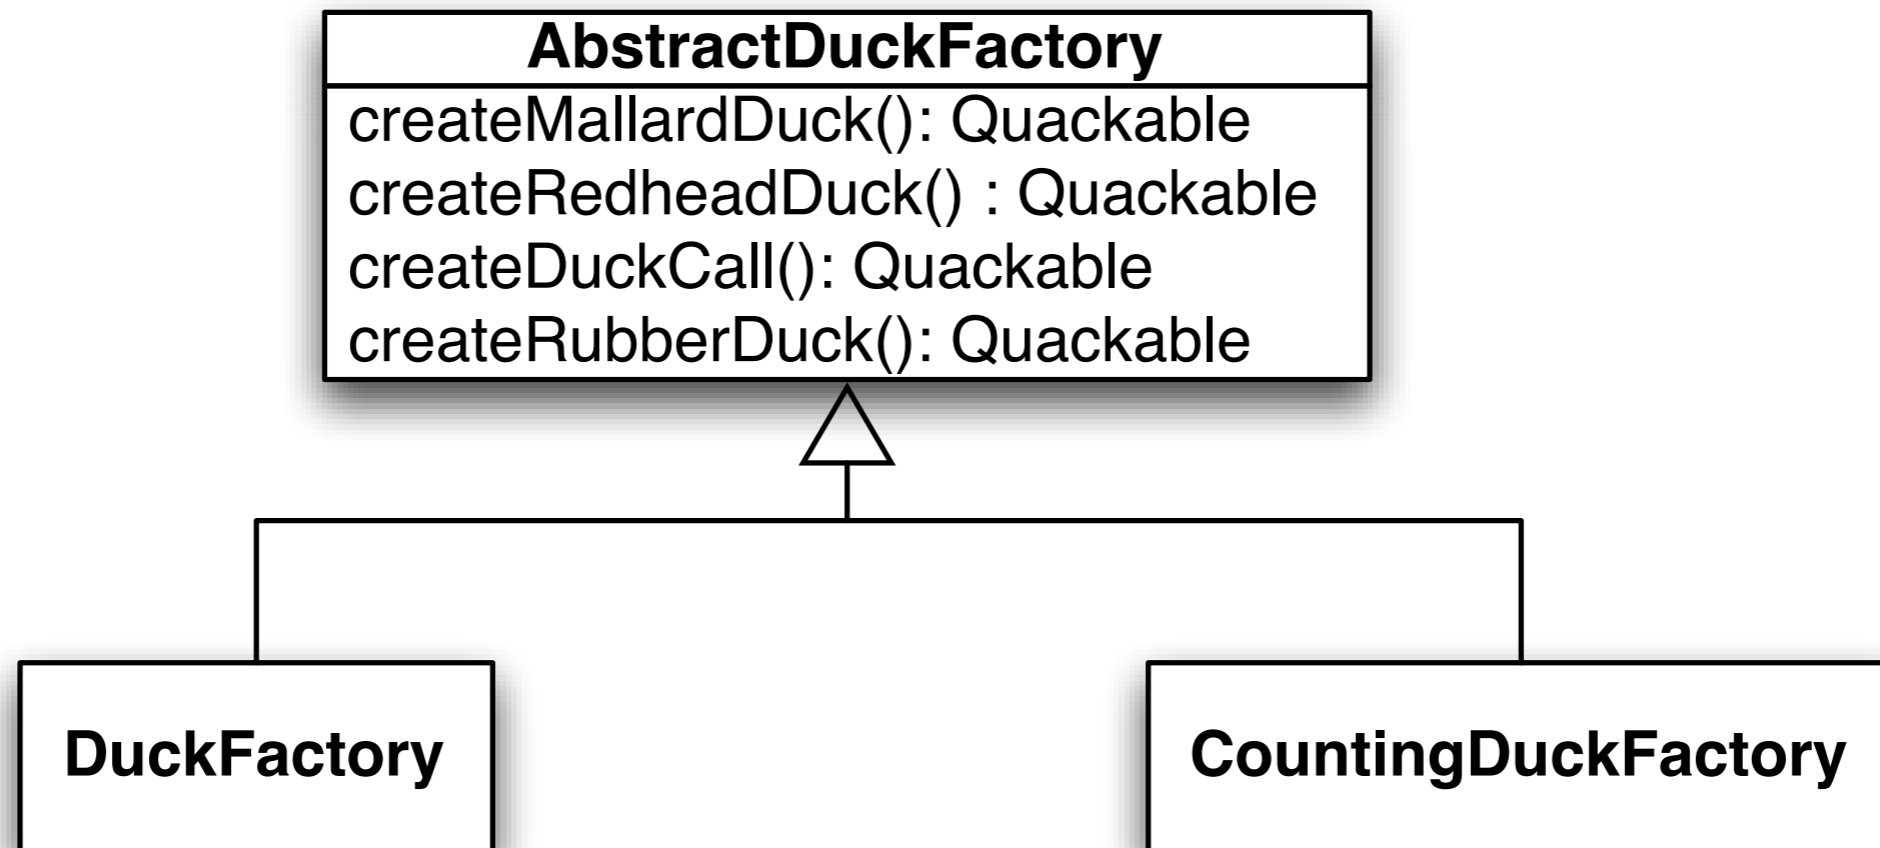 AbstractDuckFactory
createMallardDuck(): Quackable
createRedheadDuck() : Quackable
createDuckCall(): Quackable
createRubberDuck(): Quackable
DuckFactory
CountingDuckFactory